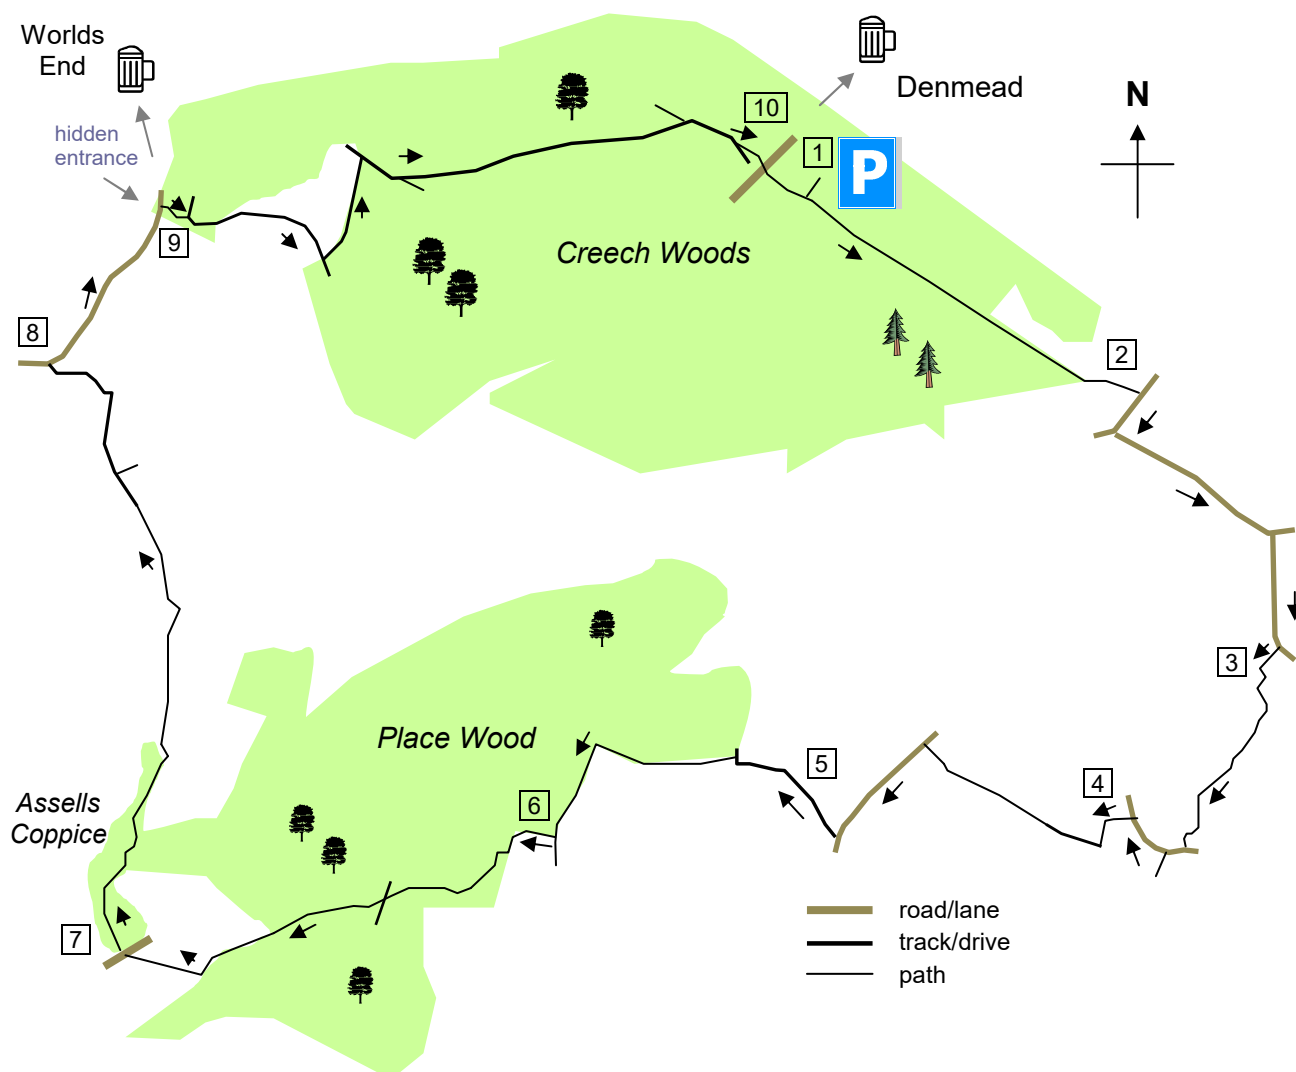 Worlds
End
hidden
entrance
Denmead
N
10
1
P
Creech Woods
9
8
2
3
Place Wood
5
4
6
Assells
Coppice
7
road/lane
track/drive
path